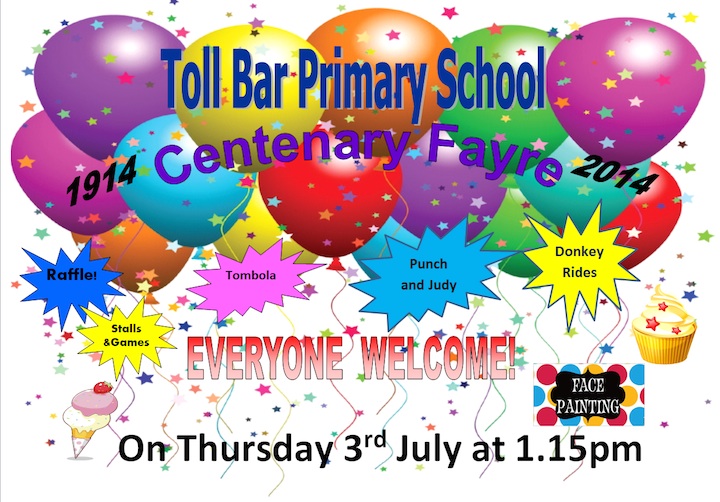 Toll Bar Primary School
Centenary Fayre
1914
2014
Raffle!
Tombola
Punch
and Judy
Donkey
Rides
Stalls
&Games
EVERYONE WELCOME!
FACE
PAINTING
On Thursday 3rd July at 1.15pm